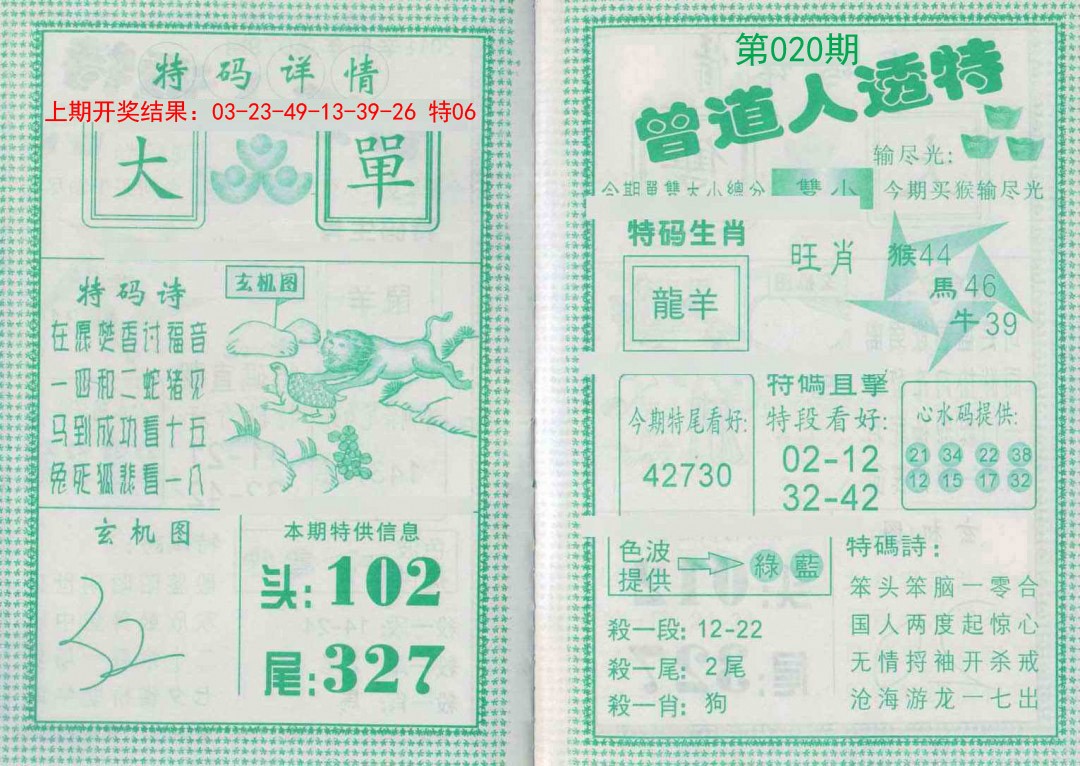 特码详情
上期开奖结果：03-23-49-13-39-26 特06
大
單
特码诗
在愿焚香讨福音
一四和二蛇猪见
马到成功看十五
兔死狐悲看一八
玄机图
玄机图
本期特供信息
头:102
尾:327
第020期
曾道人透特
输尽光:
今期單雙大小總分 雙小
今期买猴输尽光
特码生肖
龍羊
旺肖
猴44
馬46
牛39
今期特尾看好:
42730
特碼直擊
特段看好:
02-12
32-42
心水码提供:
21 34 22 38
12 15 17 32
色波
提供
綠 藍
殺一段: 12-22
殺一尾: 2尾
殺一肖: 狗
特碼詩:
笨头笨脑一零合
国人两度起惊心
无情捋袖开杀戒
沧海游龙一七出